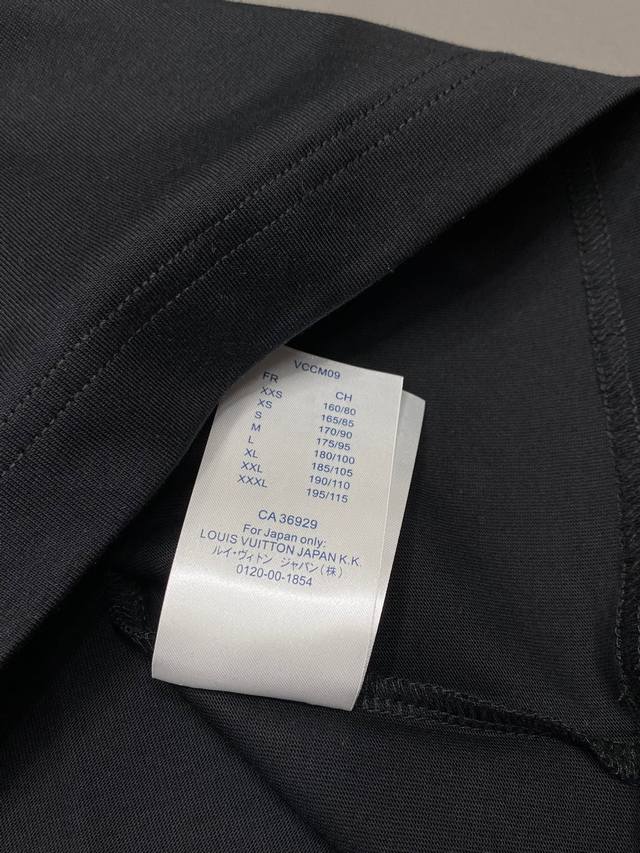 VCCM09
FR CH
XXS 160/80
XS 165/85
S 170/90
M 175/95
L 180/100
XL 185/105
XXL 190/110
XXXL 195/115
CA 36929
For Japan only:
LOUIS VUITTON JAPAN K.K.
ルイ・ヴィトン ジャパン(株)
0120-00-1854